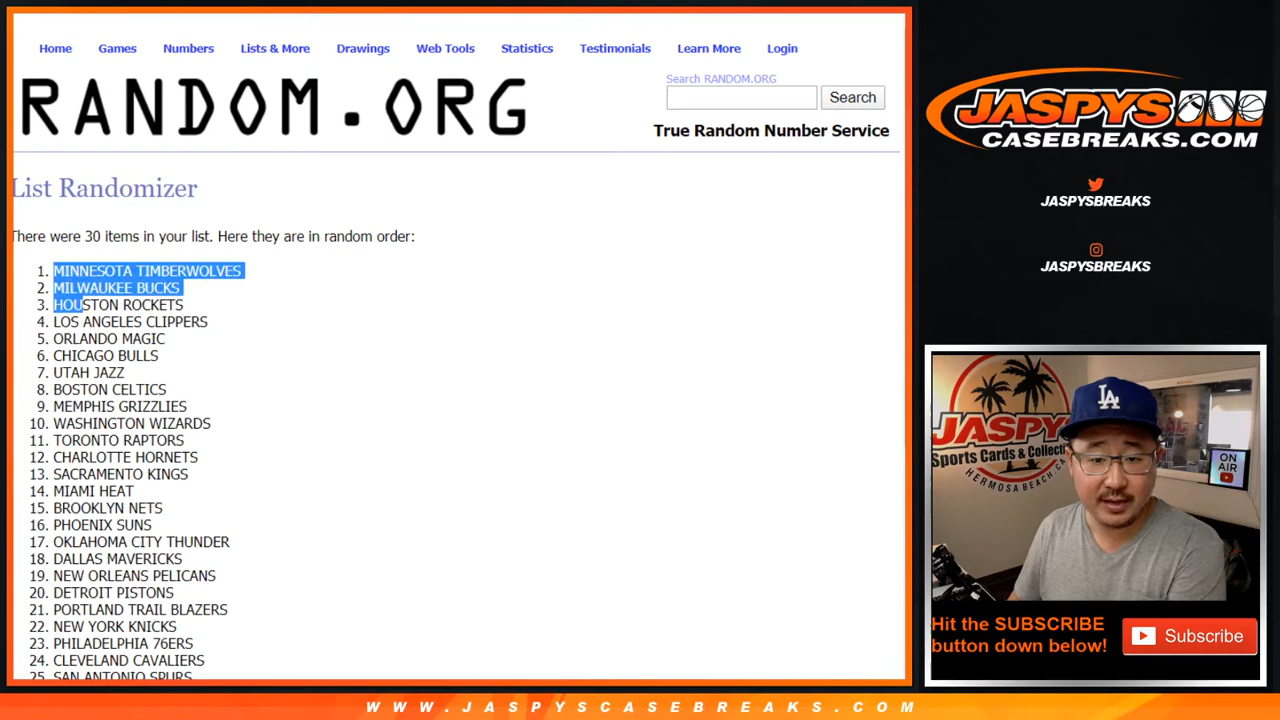 Home Games Numbers Lists & More Drawings Web Tools Statistics Testimonials Learn More Login
RANDOM.ORG
Search RANDOM.ORG
Search
True Random Number Service
List Randomizer
There were 30 items in your list. Here they are in random order:
1. MINNESOTA TIMBERWOLVES
2. MILWAUKEE BUCKS
3. HOUSTON ROCKETS
4. LOS ANGELES CLIPPERS
5. ORLANDO MAGIC
6. CHICAGO BULLS
7. UTAH JAZZ
8. BOSTON CELTICS
9. MEMPHIS GRIZZLIES
10. WASHINGTON WIZARDS
11. TORONTO RAPTORS
12. CHARLOTTE HORNETS
13. SACRAMENTO KINGS
14. MIAMI HEAT
15. BROOKLYN NETS
16. PHOENIX SUNS
17. OKLAHOMA CITY THUNDER
18. DALLAS MAVERICKS
19. NEW ORLEANS PELICANS
20. DETROIT PISTONS
21. PORTLAND TRAIL BLAZERS
22. NEW YORK KNICKS
23. PHILADELPHIA 76ERS
24. CLEVELAND CAVALIERS
25. SAN ANTONIO SPURS
JASPYS
CASEBREAKS.COM
JASPYSBREAKS
JASPYSBREAKS
JASPYS
Sports Cards & Collect
HERMOSA BEACH CA
LA
ON
AIR
Hit the SUBSCRIBE
button down below!
Subscribe
WWW.JASPYSCASEBREAKS.COM